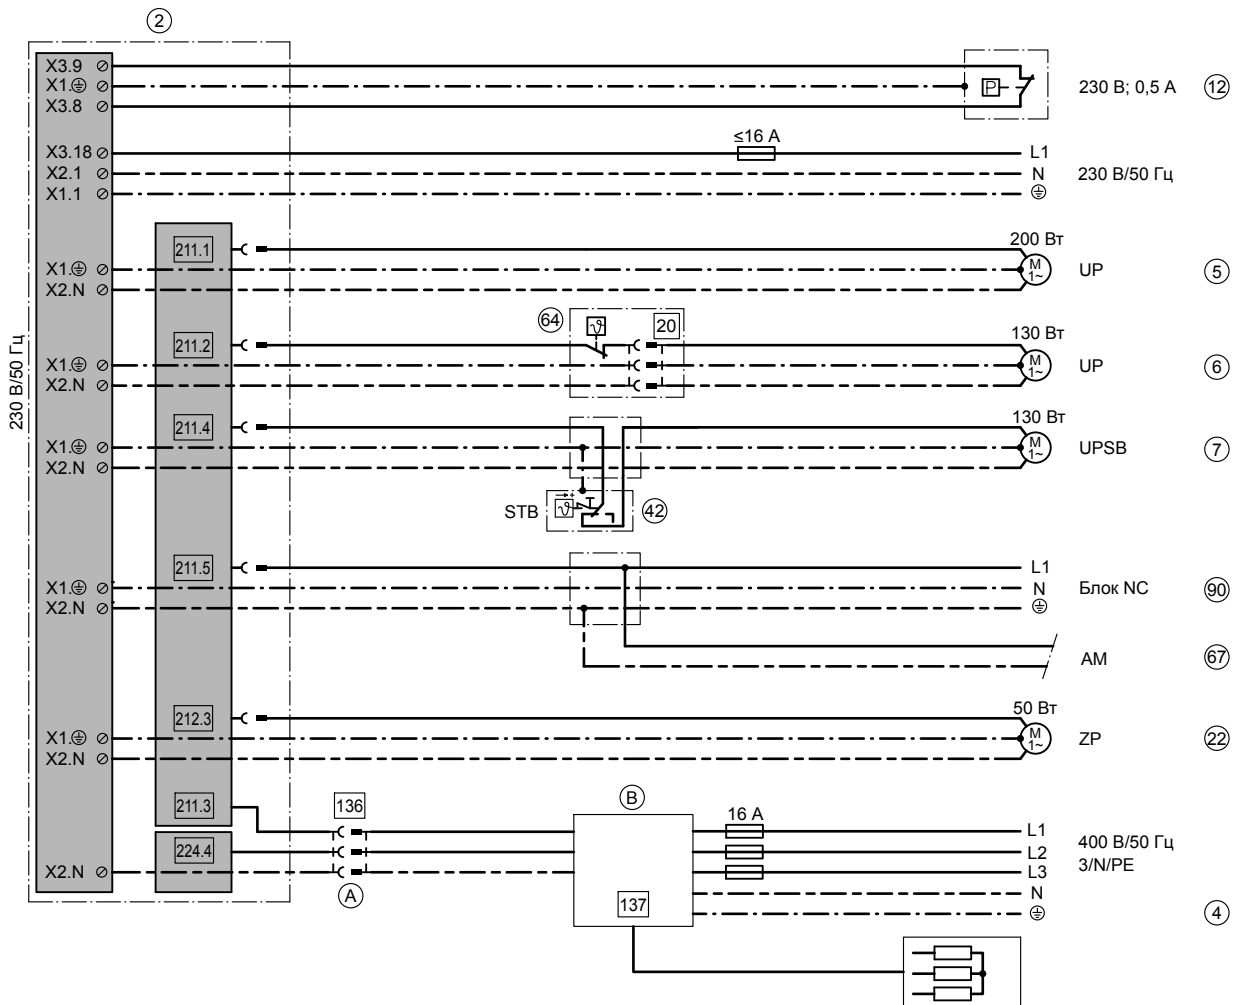 2
X3.9
X1.
X3.8
P
230 В; 0,5 А
12
X3.18
≤16 A
L1
X2.1
N
230 В/50 Гц
X1.1
230 В/50 Гц
211.1
200 Вт
X1.
M
1~
UP
5
X2.N
64
ϑ
20
211.2
130 Вт
X1.
M
1~
UP
6
X2.N
211.4
130 Вт
X1.
M
1~
UPSB
7
X2.N
STB
ϑ
42
211.5
L1
X1.
N
Блок NC
90
X2.N
AM
67
212.3
50 Вт
X1.
M
1~
ZP
22
X2.N
211.3
136
B
16 A
L1
224.4
L2
400 В/50 Гц
X2.N
L3
3/N/PE
A
137
N
4